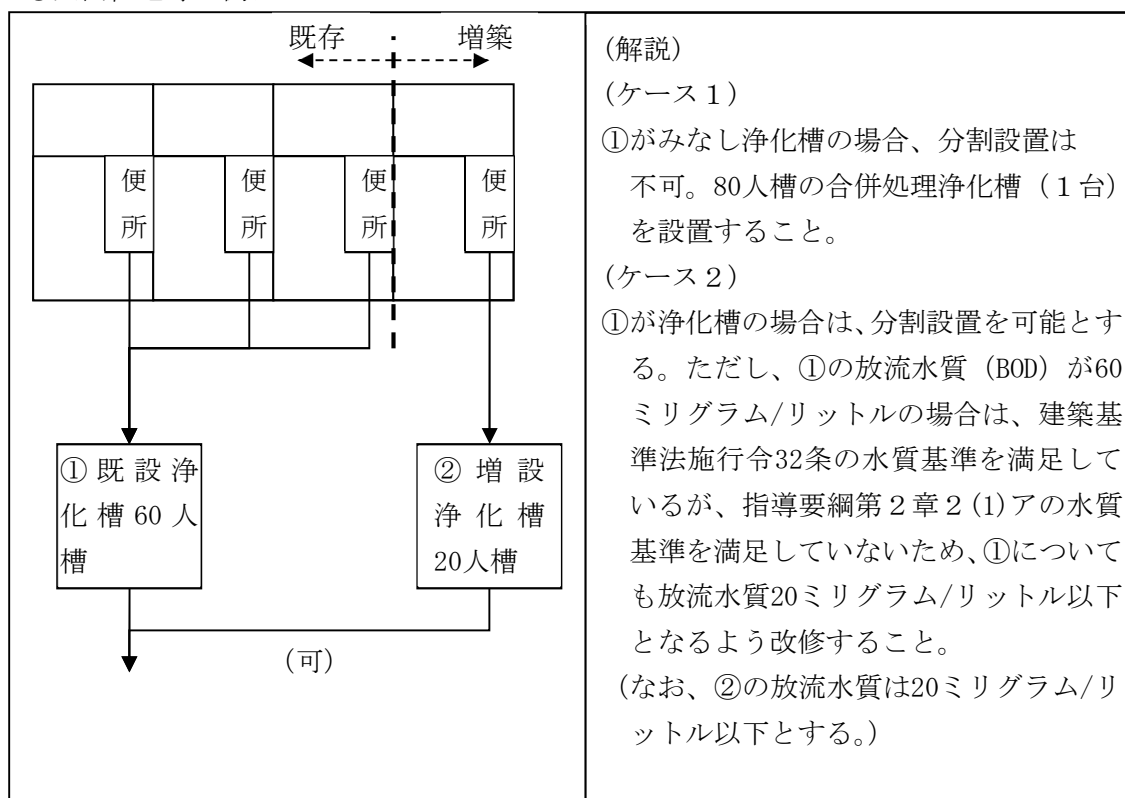 既存
増築
便所
便所
便所
便所
①既設浄
化槽60人
槽
②増設
浄化槽
20人槽
(可)
(解説)
(ケース１)
①がみなし浄化槽の場合、分割設置は
不可。80人槽の合併処理浄化槽（１台）
を設置すること。
(ケース２)
①が浄化槽の場合は、分割設置を可能とす
る。ただし、①の放流水質（BOD）が60
ミリグラム/リットルの場合は、建築基
準法施行令32条の水質基準を満足して
いるが、指導要綱第２章２(1)アの水質
基準を満足していないため、①について
も放流水質20ミリグラム/リットル以下
となるよう改修すること。
(なお、②の放流水質は20ミリグラム/リ
ットル以下とする。)